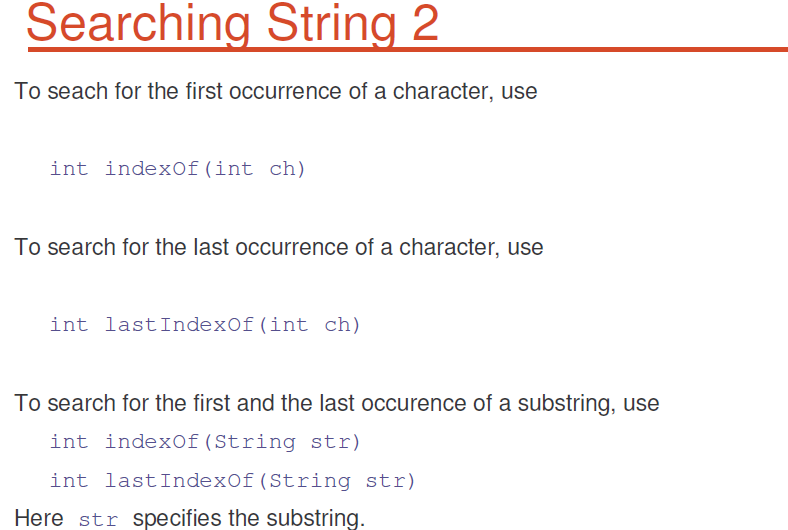 Searching String 2
To seach for the first occurrence of a character, use
int indexOf(int ch)
To search for the last occurrence of a character, use
int lastIndexOf(int ch)
To search for the first and the last occurence of a substring, use
int indexOf(String str)
int lastIndexOf(String str)
Here str specifies the substring.